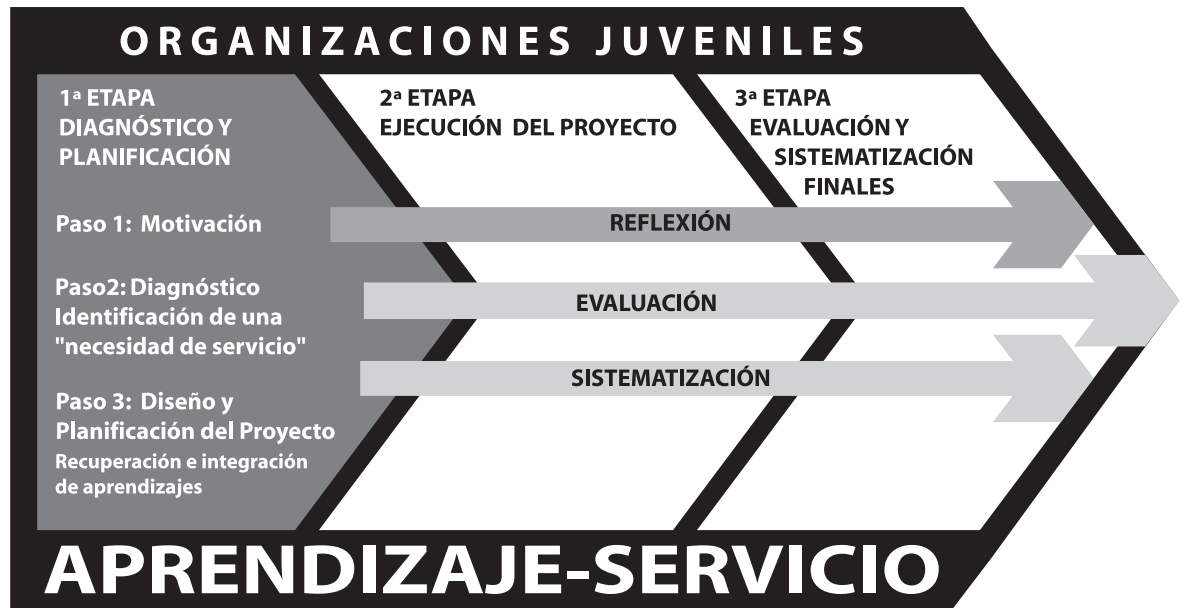 ORGANIZACIONES JUVENILES
1ª ETAPA
DIAGNÓSTICO Y
PLANIFICACIÓN
Paso 1: Motivación
Paso2: Diagnóstico
Identificación de una
"necesidad de servicio"
Paso 3: Diseño y
Planificación del Proyecto
Recuperación e integración
de aprendizajes
2ª ETAPA
EJECUCIÓN DEL PROYECTO
3ª ETAPA
EVALUACIÓN Y
SISTEMATIZACIÓN
FINALES
REFLEXIÓN
EVALUACIÓN
SISTEMATIZACIÓN
APRENDIZAJE-SERVICIO